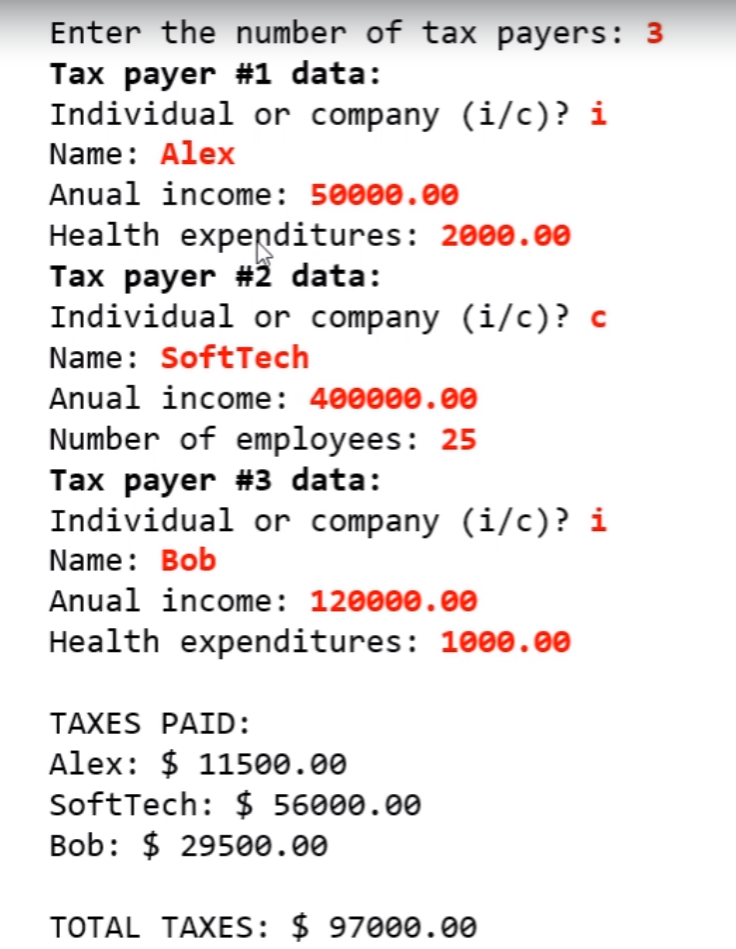 Enter the number of tax payers: 3
Tax payer #1 data:
Individual or company (i/c)? i
Name: Alex
Anual income: 50000.00
Health expenditures: 2000.00
Tax payer #2 data:
Individual or company (i/c)? c
Name: SoftTech
Anual income: 400000.00
Number of employees: 25
Tax payer #3 data:
Individual or company (i/c)? i
Name: Bob
Anual income: 120000.00
Health expenditures: 1000.00
TAXES PAID:
Alex: $ 11500.00
SoftTech: $ 56000.00
Bob: $ 29500.00
TOTAL TAXES: $ 97000.00